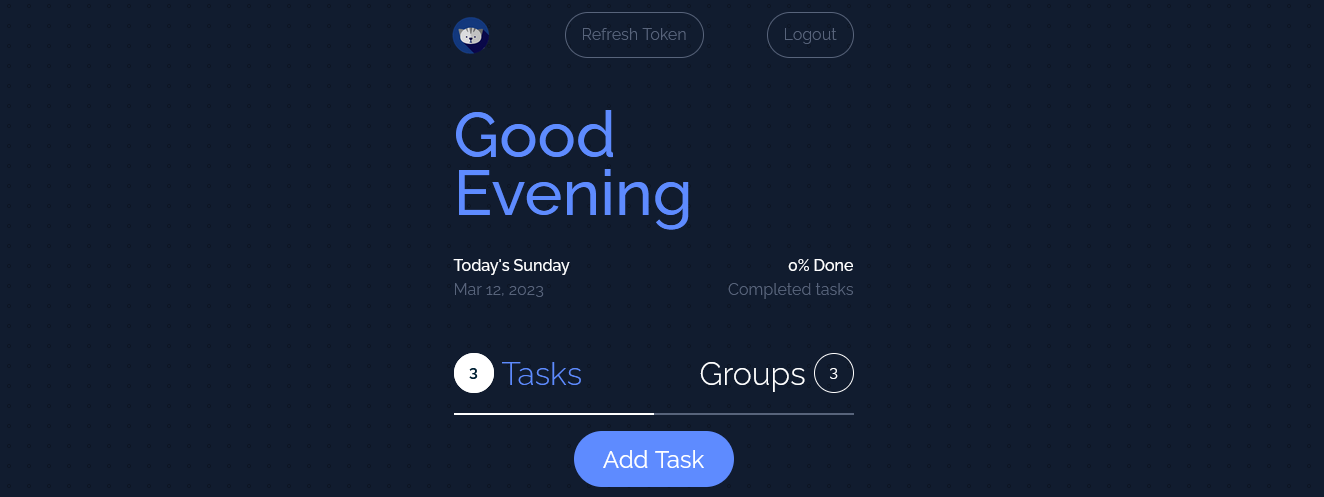 Refresh Token
Logout
Good
Evening
Today's Sunday
0% Done
Mar 12, 2023
Completed tasks
3 Tasks
Groups 3
Add Task